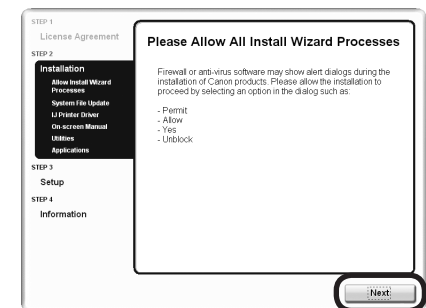 STEP 1
License Agreement
STEP 2
Installation
Allow Install Wizard
Processes
System File Update
IJ Printer Driver
On-screen Manual
Utilities
Applications
STEP 3
Setup
STEP 4
Information
Please Allow All Install Wizard Processes
Firewall or anti-virus software may show alert dialogs during the
installation of Canon products. Please allow the installation to
proceed by selecting an option in the dialog such as:
- Permit
- Allow
- Yes
- Unblock
Next